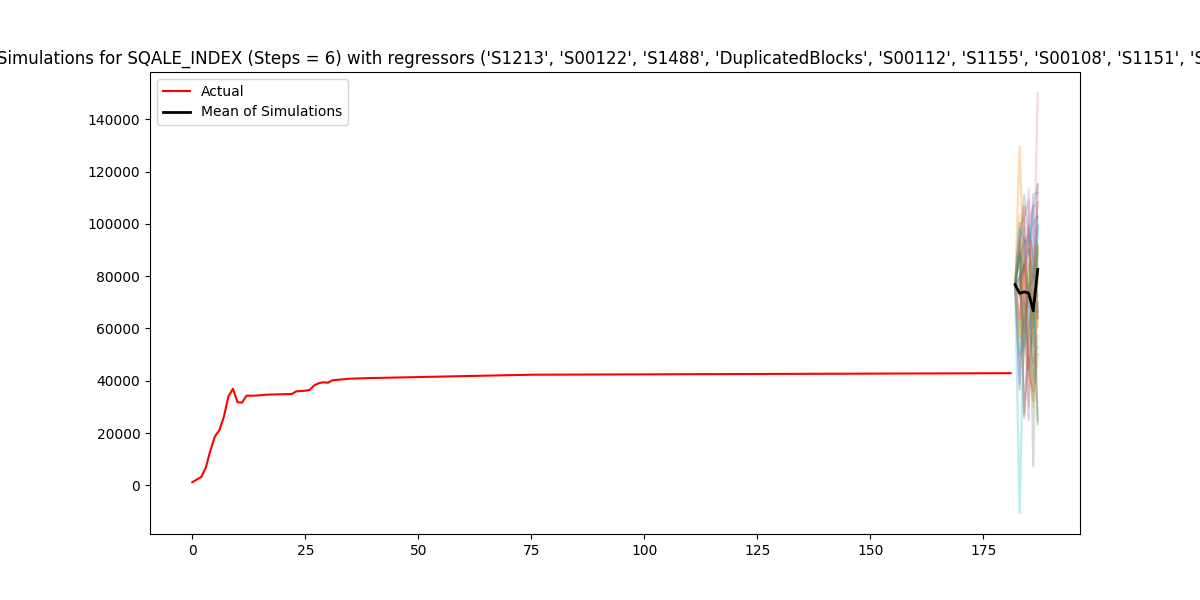 Simulations for SQALE_INDEX (Steps = 6) with regressors ('S1213', 'S00122', 'S1488', 'DuplicatedBlocks', 'S00112', 'S1155', 'S00108', 'S1151', 'S
Actual
Mean of Simulations
140000
120000
100000
80000
60000
40000
20000
0
0 25 50 75 100 125 150 175